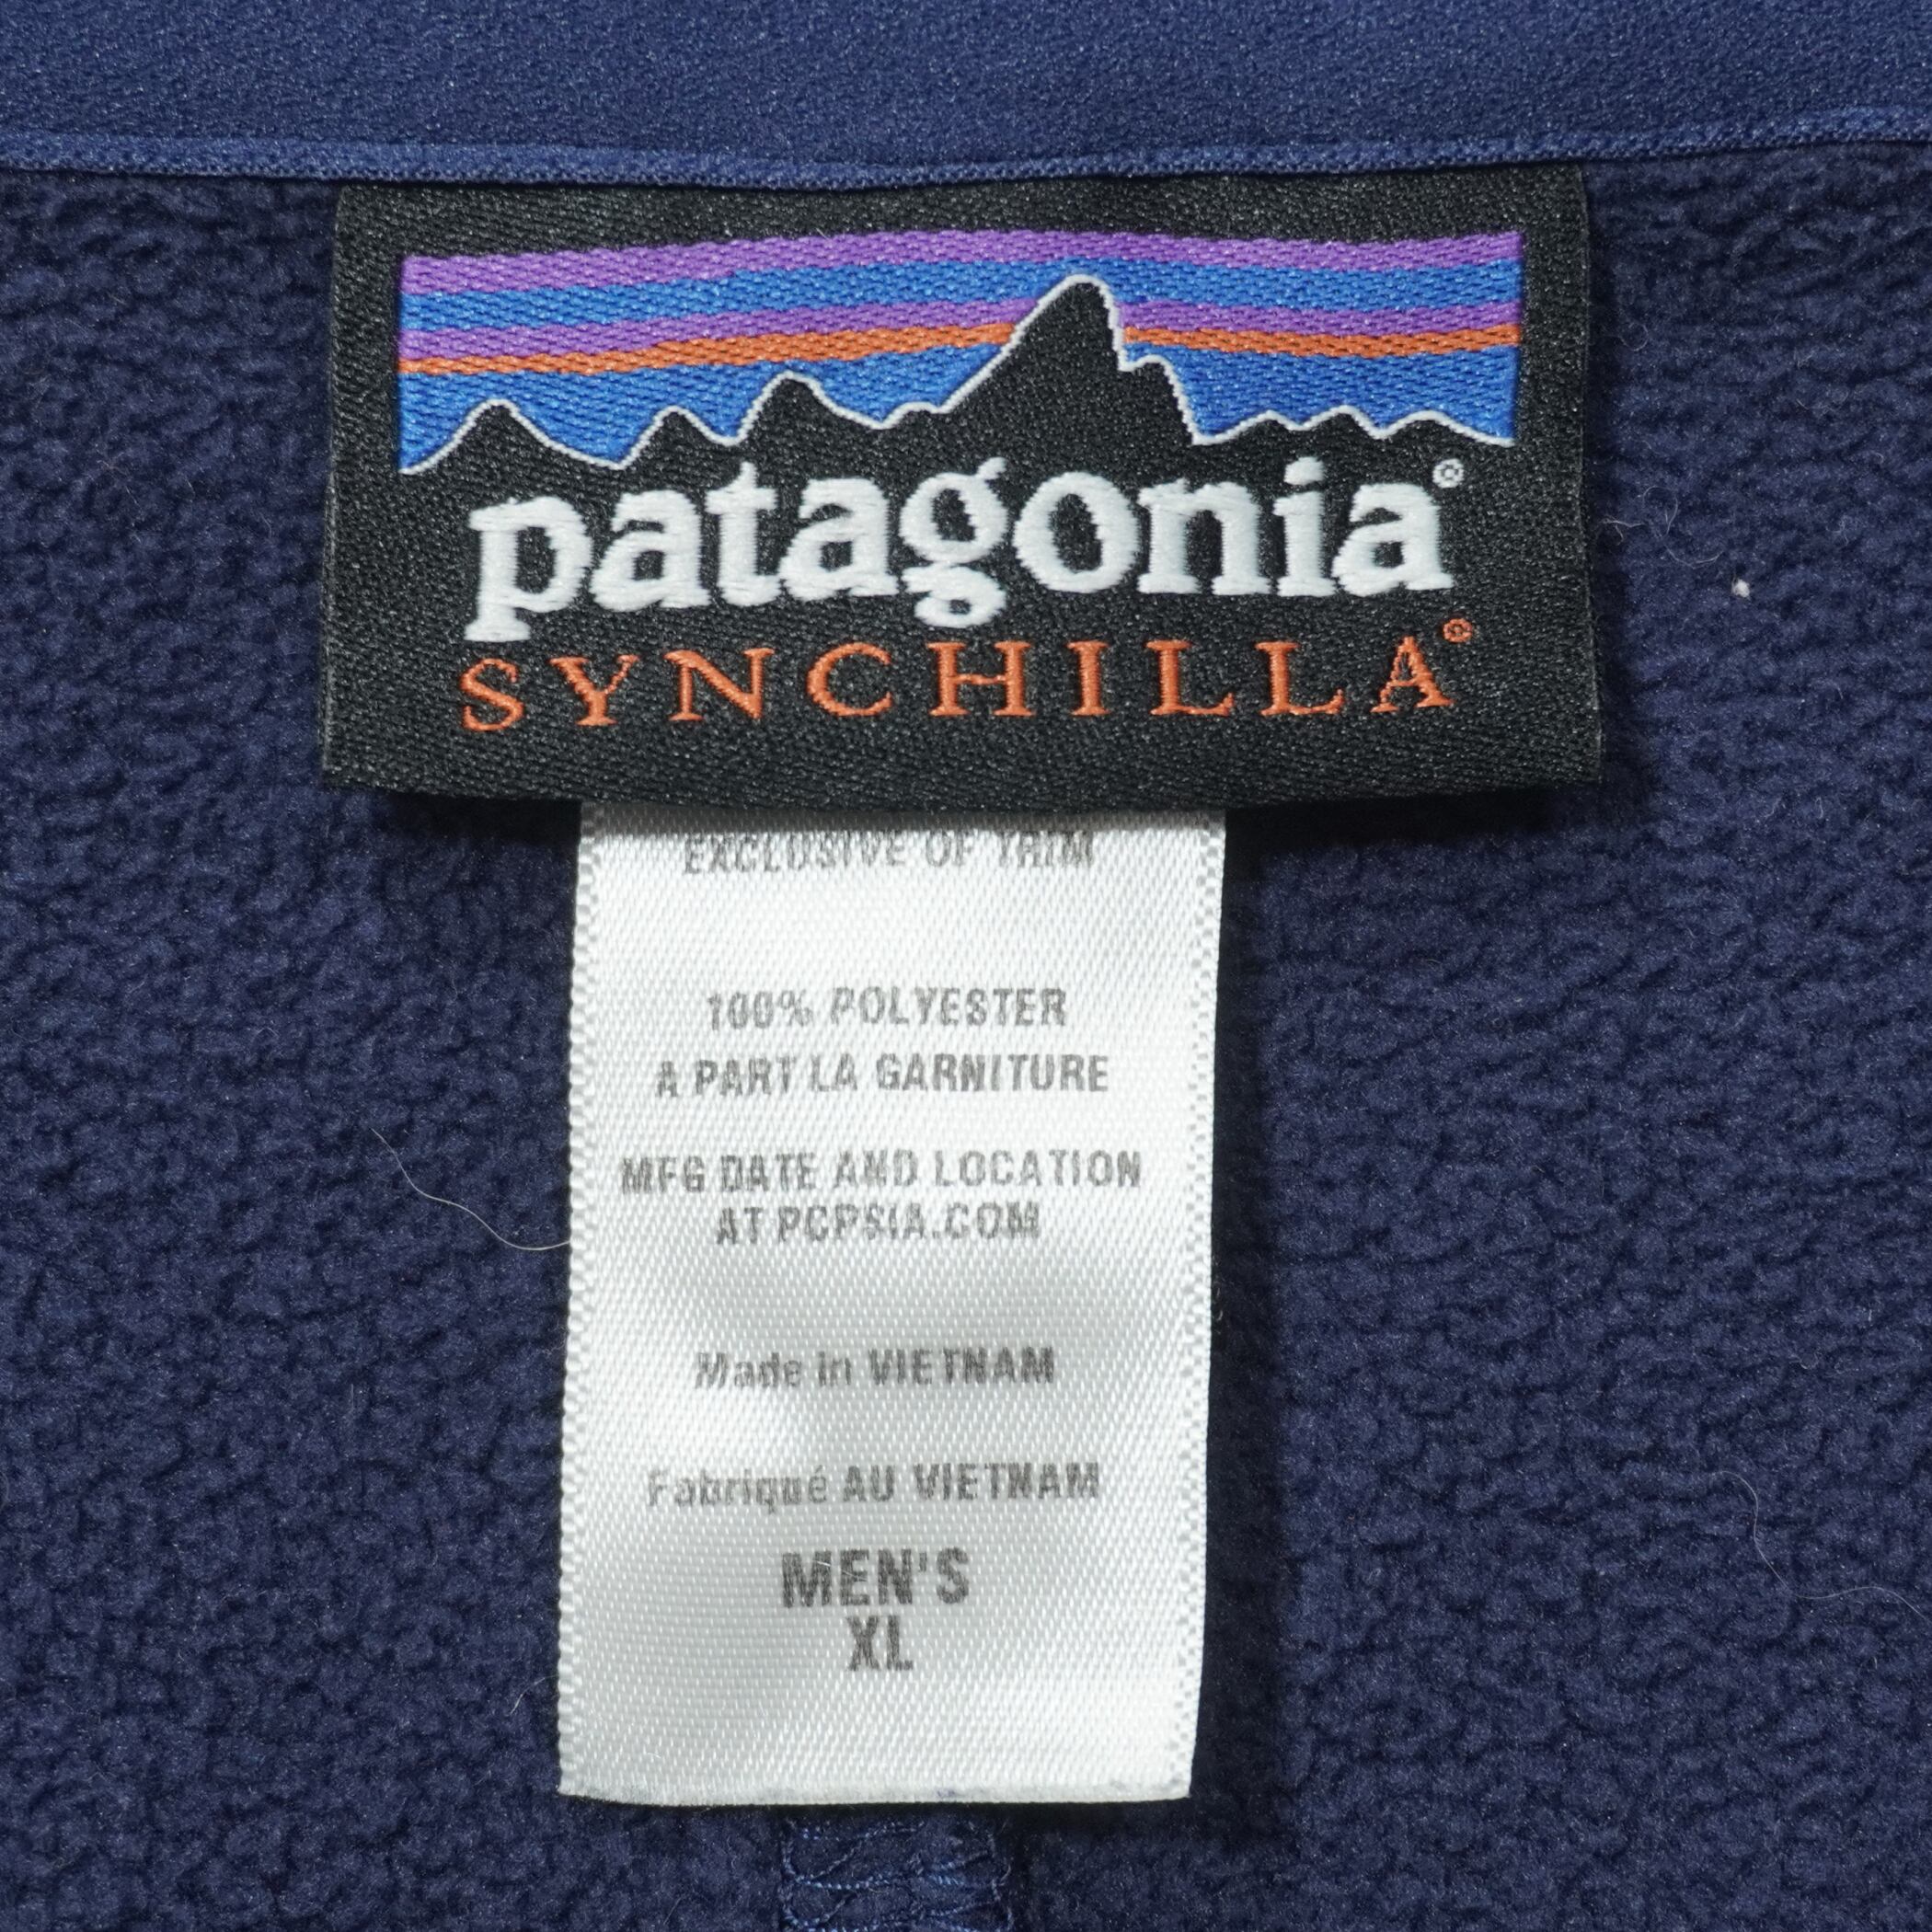 patagonia®
SYNCHILLA®
EXCLUSIVE OF TRIM
100% POLYESTER
A PART LA GARNITURE
MFG DATE AND LOCATION
AT PCPSIA.COM
Made in VIETNAM
Fabriqué AU VIETNAM
MEN'S
XL